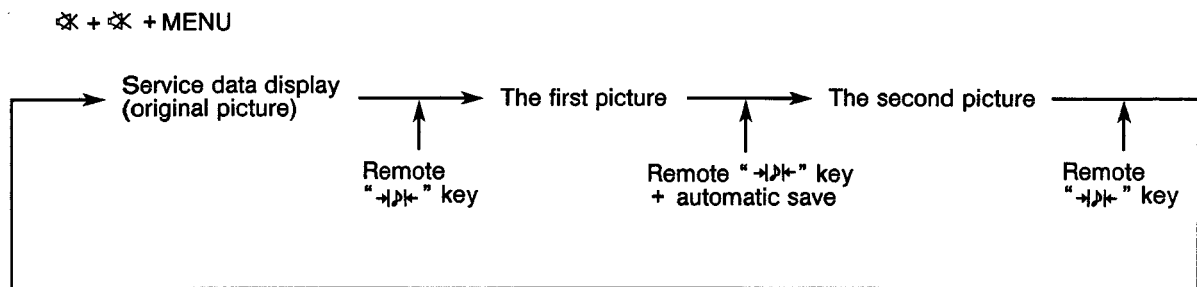 + + MENU
Service data display
(original picture)
The first picture
The second picture
Remote
“ ” key
Remote “ ” key
+ automatic save
Remote
“ ” key